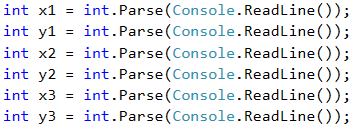 int x1 = int.Parse(Console.ReadLine());
int y1 = int.Parse(Console.ReadLine());
int x2 = int.Parse(Console.ReadLine());
int y2 = int.Parse(Console.ReadLine());
int x3 = int.Parse(Console.ReadLine());
int y3 = int.Parse(Console.ReadLine());